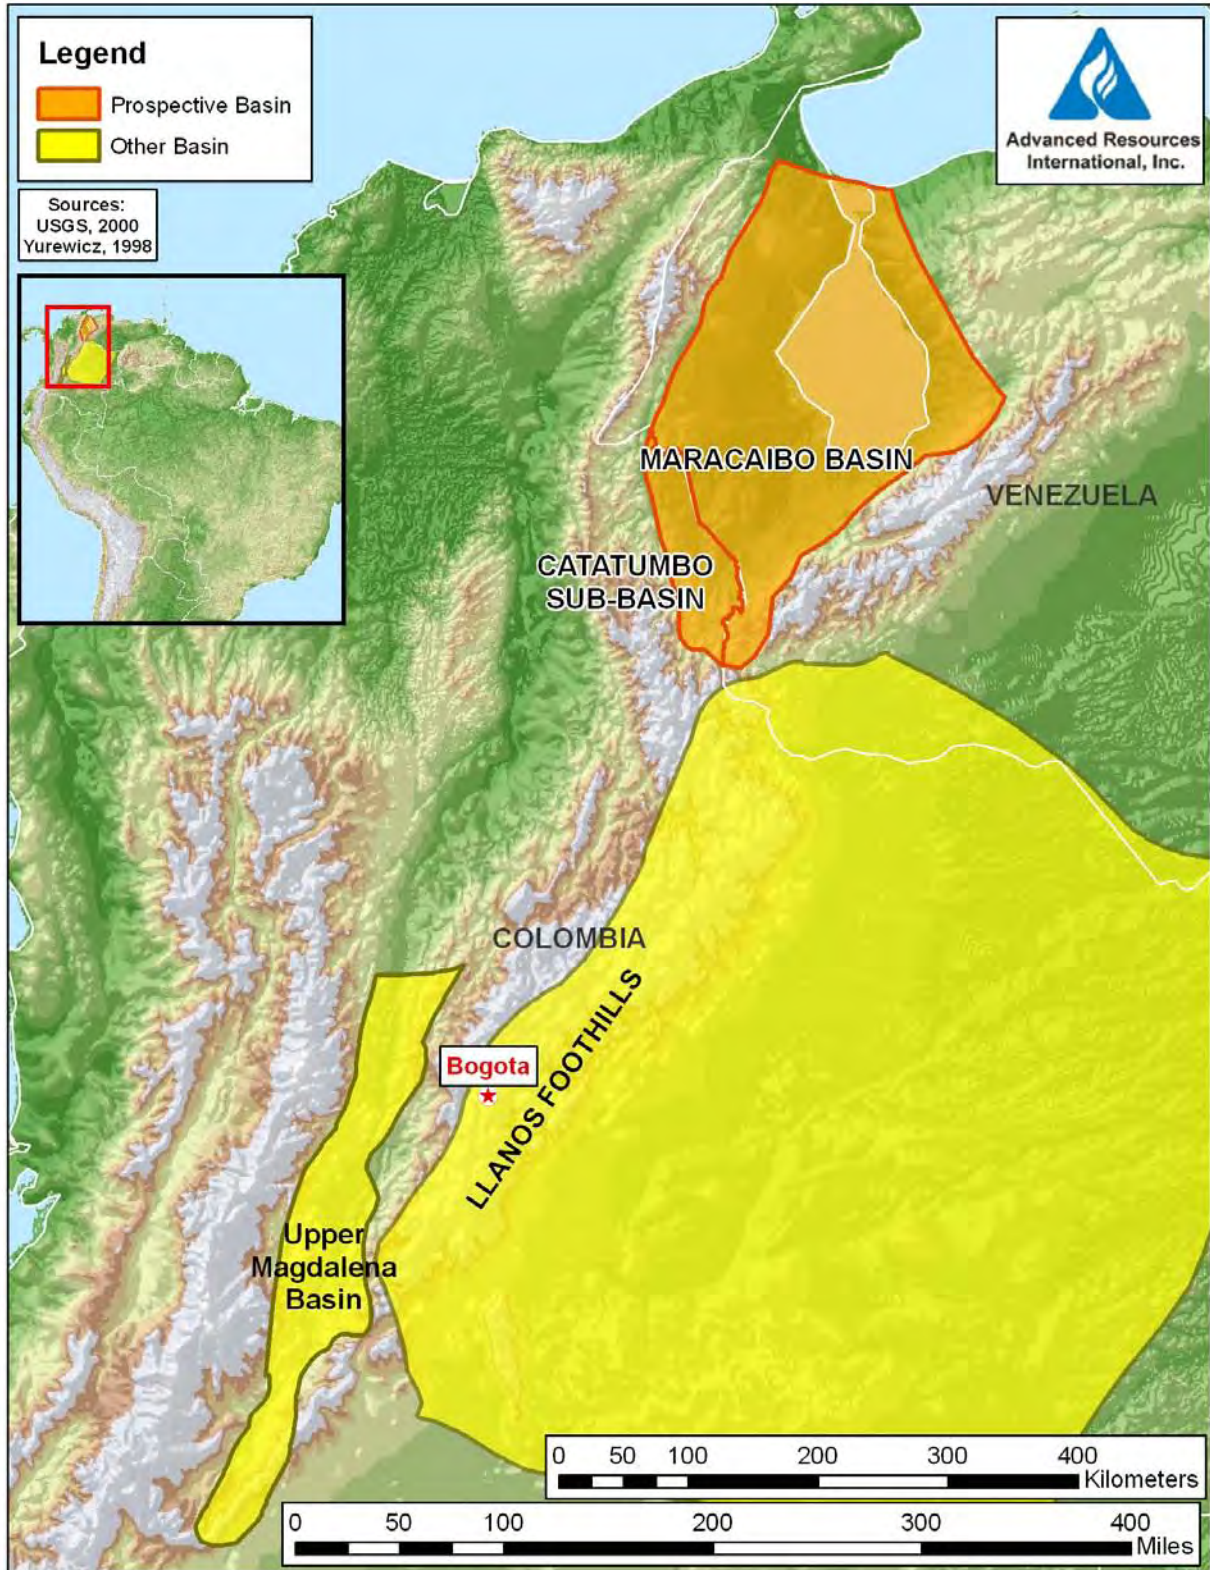 Legend
Prospective Basin
Other Basin
Sources:
USGS, 2000
Yurewicz, 1998
Advanced Resources
International, Inc.
MARACAIBO BASIN
VENEZUELA
CATATUMBO
SUB-BASIN
COLOMBIA
LLANOS FOOTHILLS
Bogota
Upper
Magdalena
Basin
0 50 100 200 300 400
Kilometers
0 50 100 200 300 400
Miles